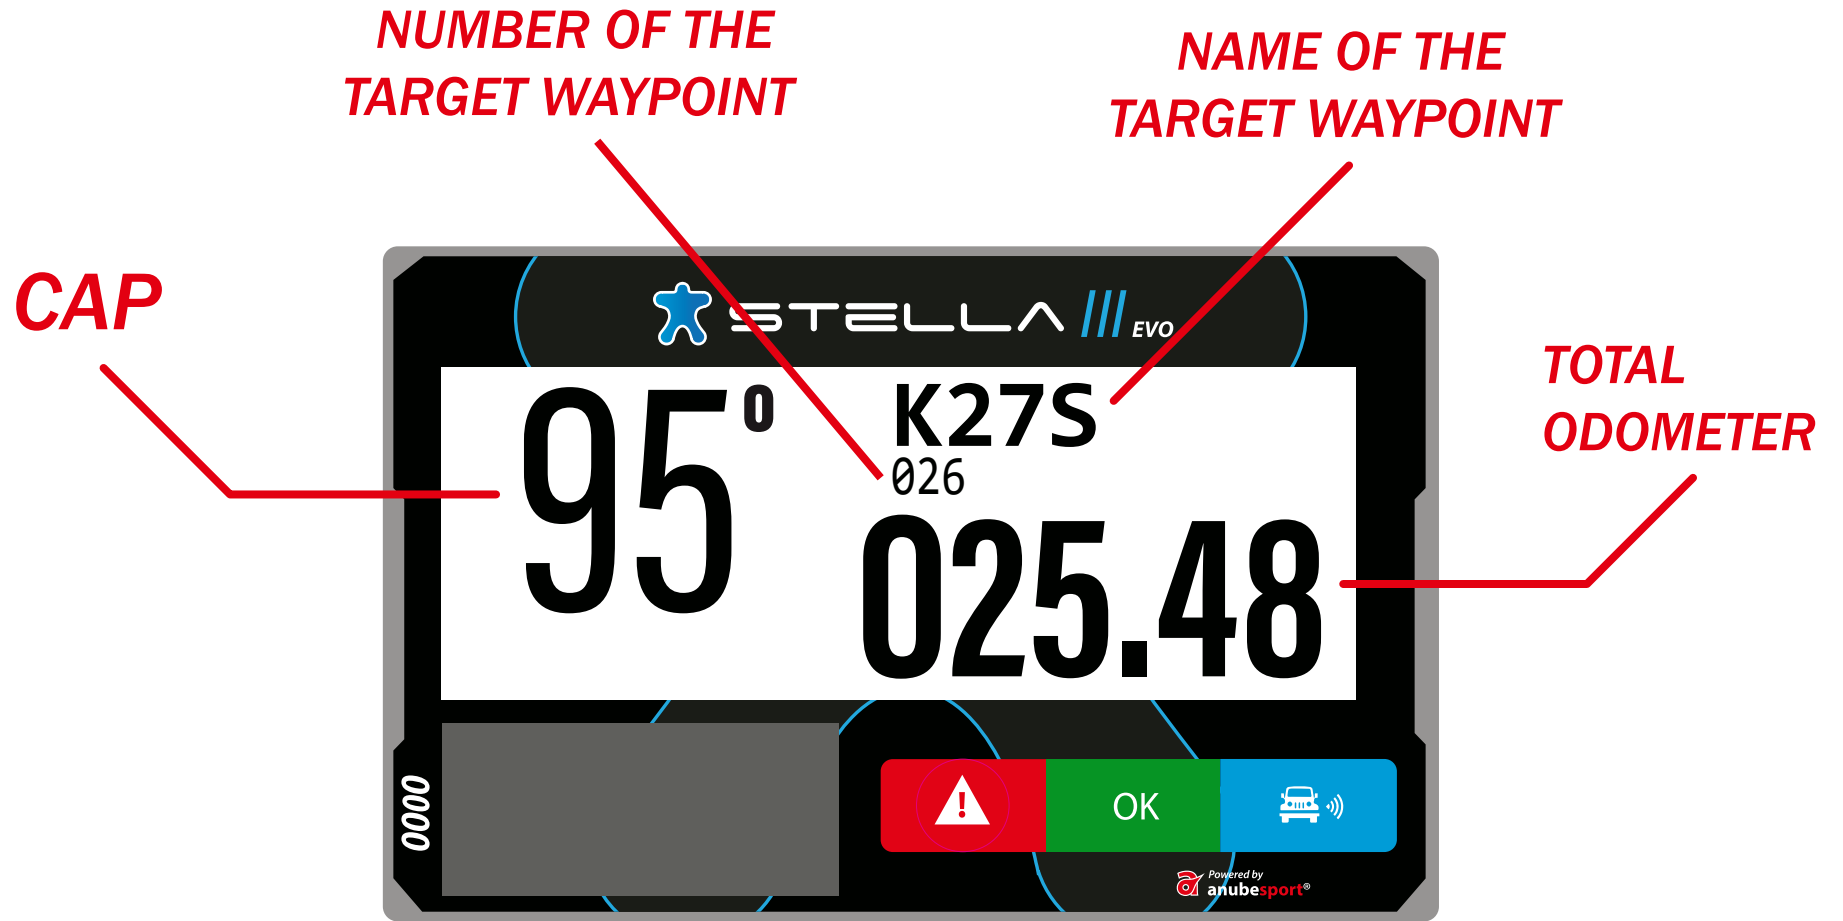 NUMBER OF THE
TARGET WAYPOINT
NAME OF THE
TARGET WAYPOINT
CAP
STELLA III EVO
TOTAL
ODOMETER
95°
K27S
026
025.48
0000
!
OK
Powered by
anubesport®